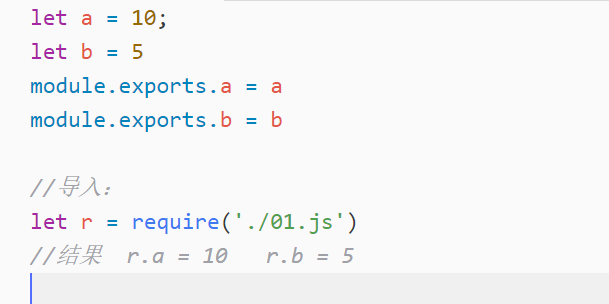 let a = 10;
let b = 5
module.exports.a = a
module.exports.b = b
//导入：
let r = require('./01.js')
//结果  r.a = 10   r.b = 5